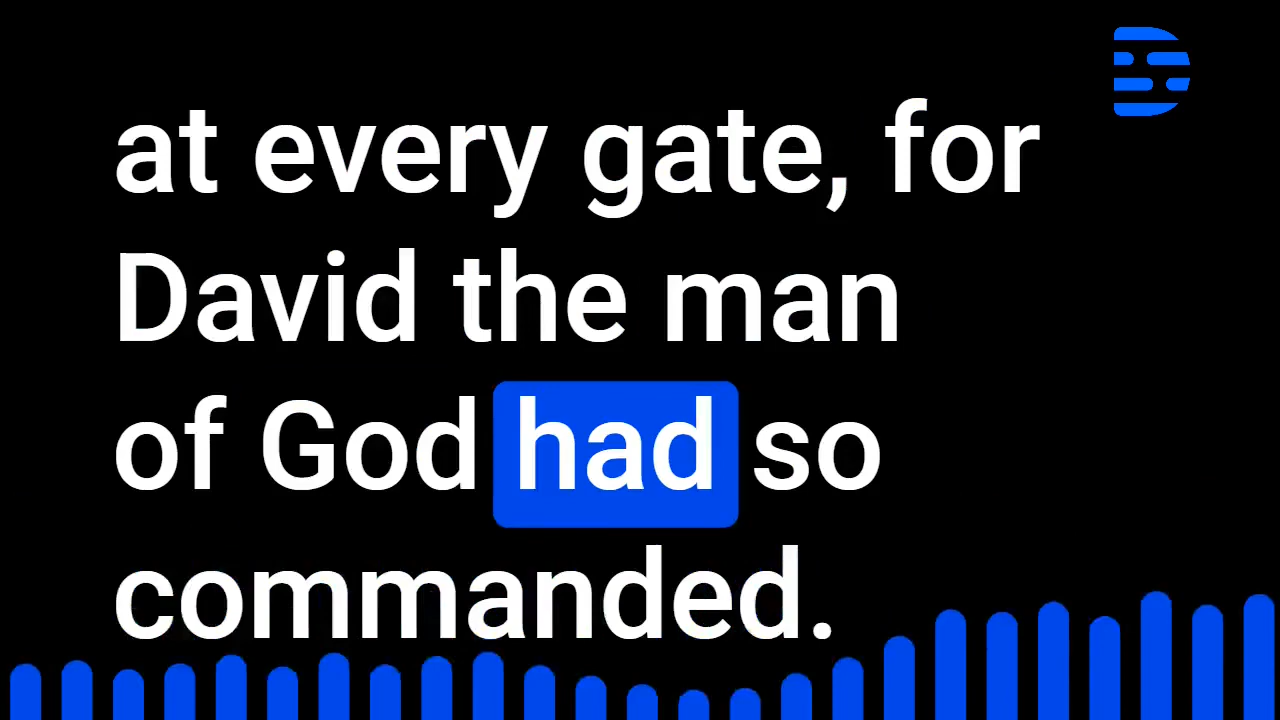 at every gate, for
David the man
of God had so
commanded.